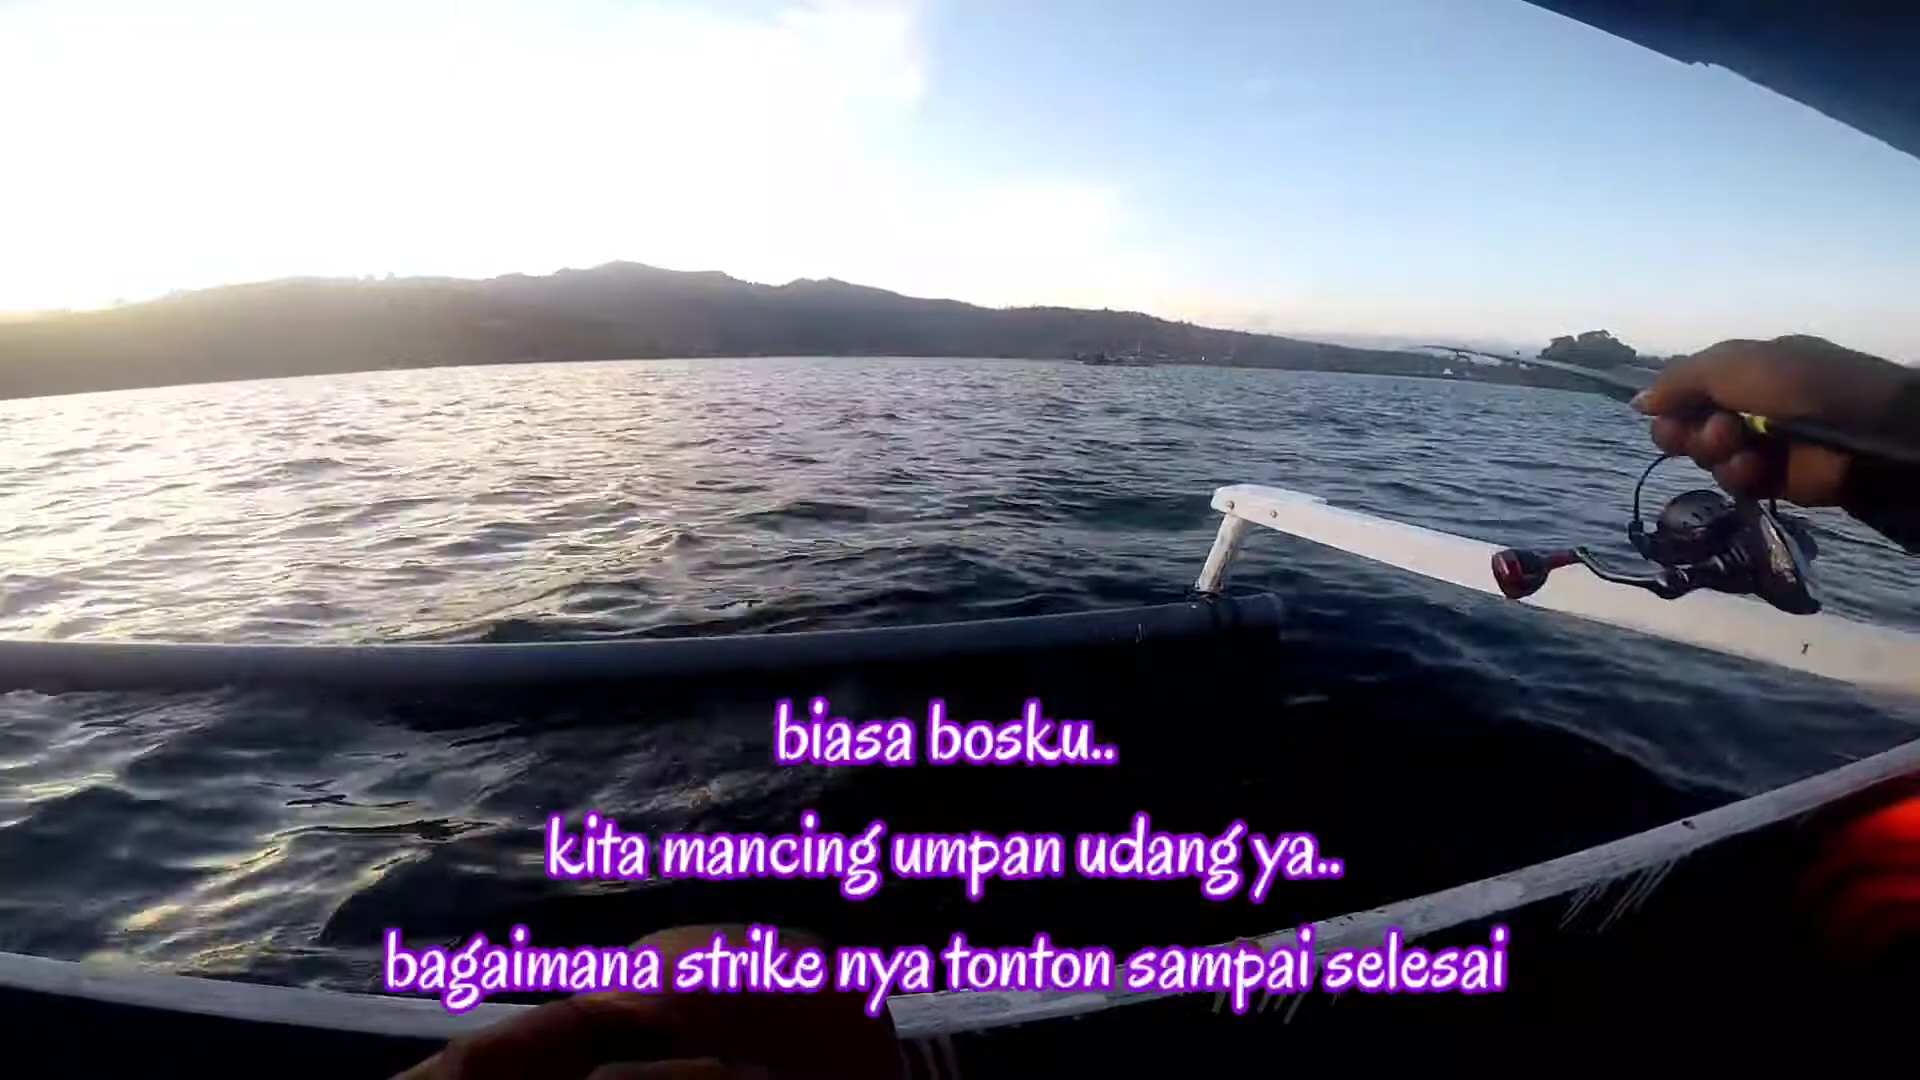 biasa bosku..
kita mancing umpan udang ya..
bagaimana strike nya tonton sampai selesai